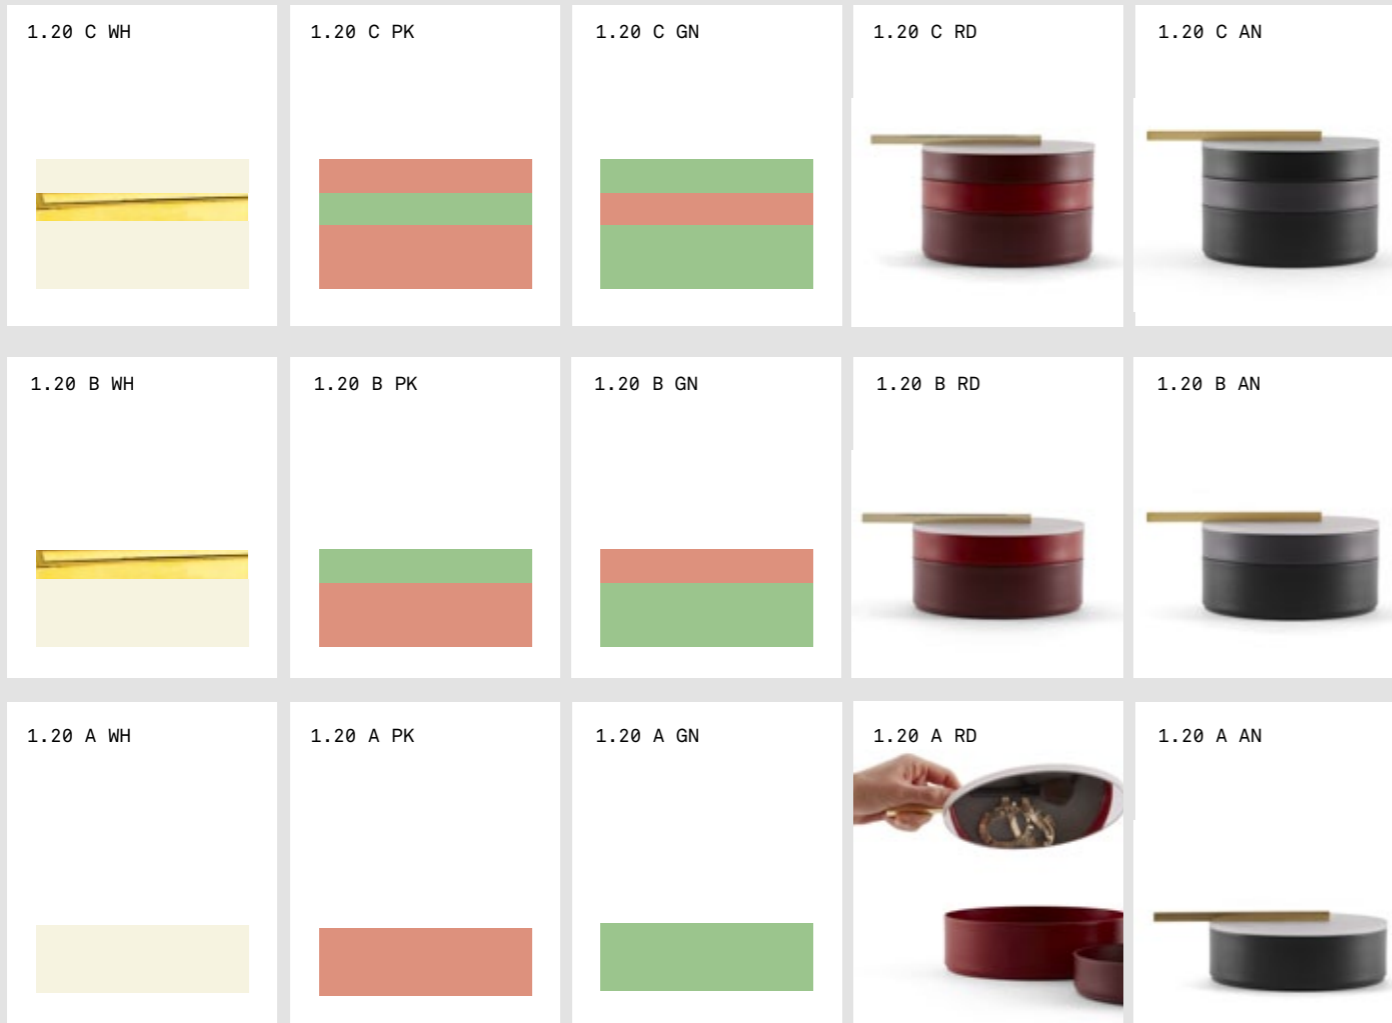 1.20 C WH
1.20 C PK
1.20 C GN
1.20 C RD
1.20 C AN
1.20 B WH
1.20 B PK
1.20 B GN
1.20 B RD
1.20 B AN
1.20 A WH
1.20 A PK
1.20 A GN
1.20 A RD
1.20 A AN